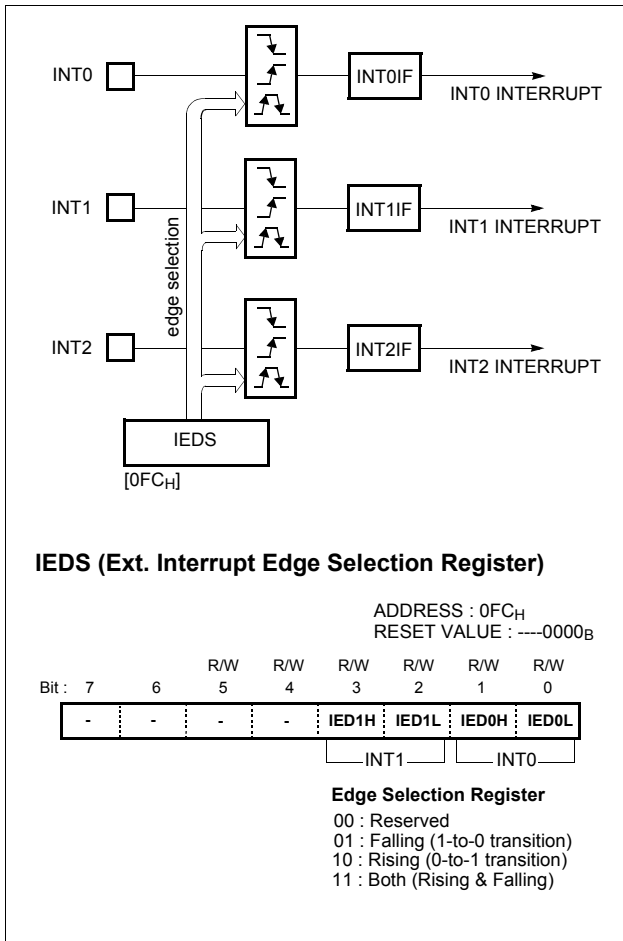 INT0
INT0IF
INT0 INTERRUPT
INT1
INT1IF
INT1 INTERRUPT
edge selection
INT2
INT2IF
INT2 INTERRUPT
IEDS
[0FCH]
IEDS (Ext. Interrupt Edge Selection Register)
ADDRESS : 0FCH
RESET VALUE : ----0000B
R/W R/W R/W R/W R/W R/W
Bit : 7 6 5 4 3 2 1 0
- - - - IED1H IED1L IED0H IED0L
INT1 INT0
Edge Selection Register
00 : Reserved
01 : Falling (1-to-0 transition)
10 : Rising (0-to-1 transition)
11 : Both (Rising & Falling)